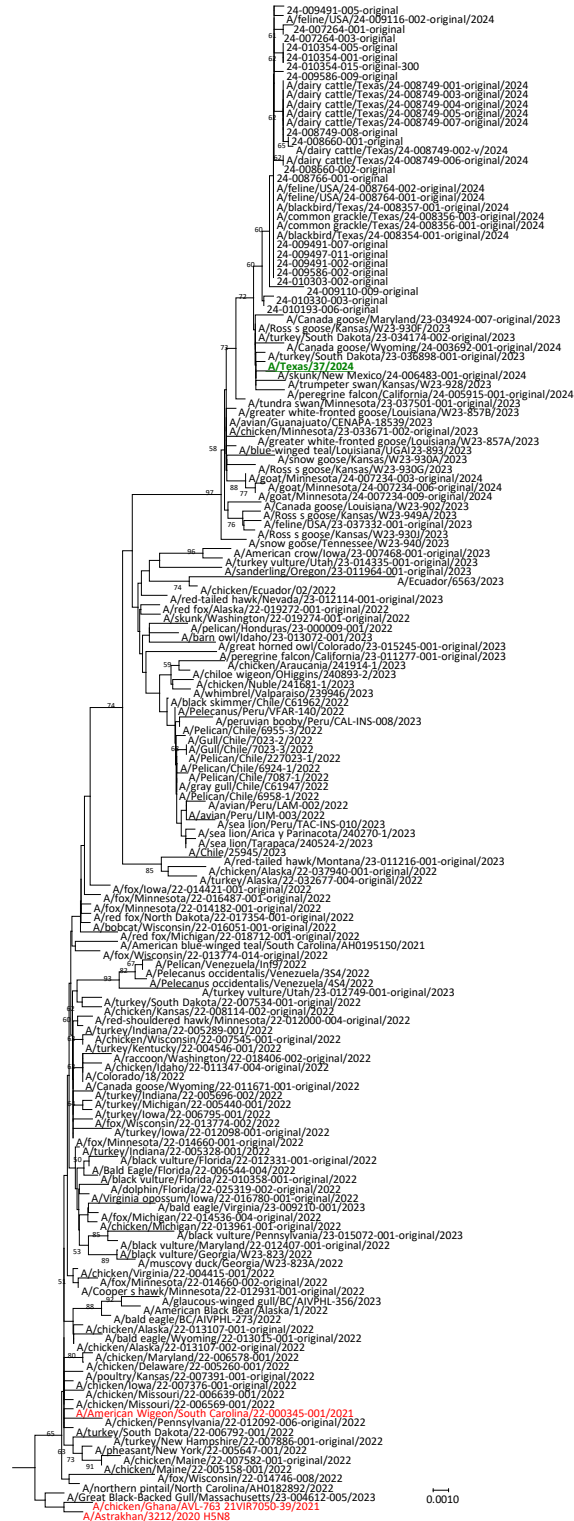 24-009491-005-original
A/feline/USA/24-009116-002-original/2024
24-007264-001-original
24-007264-003-original
24-010354-005-original
24-010354-001-original
24-010354-015-original-300
24-009586-009-original
A/dairy cattle/Texas/24-008749-001-original/2024
A/dairy cattle/Texas/24-008749-003-original/2024
A/dairy cattle/Texas/24-008749-004-original/2024
A/dairy cattle/Texas/24-008749-005-original/2024
A/dairy cattle/Texas/24-008749-007-original/2024
24-008749-008-original
24-008660-001-original
A/dairy cattle/Texas/24-008749-002-v/2024
A/dairy cattle/Texas/24-008749-006-original/2024
24-008660-002-original
24-008766-001-original
A/feline/USA/24-008764-002-original/2024
A/feline/USA/24-008764-001-original/2024
A/blackbird/Texas/24-008357-001-original/2024
A/common grackle/Texas/24-008356-003-original/2024
A/common grackle/Texas/24-008356-001-original/2024
A/blackbird/Texas/24-008354-001-original/2024
24-009491-007-original
24-009497-011-original
24-009491-002-original
24-009586-002-original
24-010303-002-original
24-009110-009-original
24-010330-003-original
24-010193-006-original
A/Canada goose/Maryland/23-034924-007-original/2023
A/Ross s goose/Kansas/W23-930F/2023
A/turkey/South Dakota/23-034174-002-original/2023
A/Canada goose/Wyoming/24-003692-001-original/2024
A/turkey/South Dakota/23-036898-001-original/2023
A/Texas/37/2024
A/skunk/New Mexico/24-006483-001-original/2024
A/trumpeter swan/Kansas/W23-928/2023
A/peregrine falcon/California/24-005915-001-original/2024
A/tundra swan/Minnesota/23-037501-001-original/2023
A/greater white-fronted goose/Louisiana/W23-857B/2023
A/avian/Guanajuato/CENAPA-18539/2023
A/chicken/Minnesota/23-033671-002-original/2023
A/greater white-fronted goose/Louisiana/W23-857A/2023
A/blue-winged teal/Louisiana/UGAI23-893/2023
A/snow goose/Kansas/W23-930A/2023
A/Ross s goose/Kansas/W23-930G/2023
A/goat/Minnesota/24-007234-003-original/2024
A/goat/Minnesota/24-007234-006-original/2024
A/goat/Minnesota/24-007234-009-original/2024
A/Canada goose/Louisiana/W23-902/2023
A/Ross s goose/Kansas/W23-949A/2023
A/feline/USA/23-037332-001-original/2023
A/Ross s goose/Kansas/W23-930J/2023
A/snow goose/Tennessee/W23-940/2023
A/American crow/Iowa/23-007468-001-original/2023
A/turkey vulture/Utah/23-014335-001-original/2023
A/sanderling/Oregon/23-011964-001-original/2023
A/Ecuador/6563/2023
A/chicken/Ecuador/02/2022
A/red-tailed hawk/Nevada/23-012114-001-original/2023
A/red fox/Alaska/22-019272-001-original/2022
A/skunk/Washington/22-019274-001-original/2022
A/pelican/Honduras/23-000009-001/2022
A/barn owl/Idaho/23-013072-001/2023
A/great horned owl/Colorado/23-015245-001-original/2023
A/peregrine falcon/California/23-011277-001-original/2023
A/chicken/Araucania/241914-1/2023
A/chiloe wigeon/OHiggins/240893-2/2023
A/chicken/Nuble/241681-1/2023
A/whimbrel/Valparaiso/239946/2023
A/black skimmer/Chile/C61962/2022
A/Pelecanus/Peru/VFAR-140/2022
A/peruvian booby/Peru/CAL-INS-008/2023
A/Pelican/Chile/6955-3/2022
A/Gull/Chile/7023-2/2022
A/Gull/Chile/7023-3/2022
A/Pelican/Chile/227023-1/2022
A/Pelican/Chile/6924-1/2022
A/Pelican/Chile/7087-1/2022
A/gray gull/Chile/C61947/2022
A/Pelican/Chile/6958-1/2022
A/avian/Peru/LAM-002/2022
A/avian/Peru/LIM-003/2022
A/sea lion/Peru/TAC-INS-010/2023
A/sea lion/Arica y Parinacota/240270-1/2023
A/sea lion/Tarapaca/240524-2/2023
A/Chile/25945/2023
A/red-tailed hawk/Montana/23-011216-001-original/2023
A/chicken/Alaska/22-037940-001-original/2022
A/turkey/Alaska/22-032677-004-original/2022
A/fox/Iowa/22-014421-001-original/2022
A/fox/Minnesota/22-016487-001-original/2022
A/fox/Minnesota/22-014182-001-original/2022
A/red fox/North Dakota/22-017354-001-original/2022
A/bobcat/Wisconsin/22-016051-001-original/2022
A/red fox/Michigan/22-018712-001-original/2022
A/American blue-winged teal/South Carolina/AH0195150/2021
A/fox/Wisconsin/22-013774-014-original/2022
A/Pelican/Venezuela/Inf9/2022
A/Pelecanus occidentalis/Venezuela/3S4/2022
A/Pelecanus occidentalis/Venezuela/4S4/2022
A/turkey vulture/Utah/23-012749-001-original/2023
A/turkey/South Dakota/22-007534-001-original/2022
A/chicken/Kansas/22-008114-002-original/2022
A/red-shouldered hawk/Minnesota/22-012000-004-original/2022
A/turkey/Indiana/22-005289-001/2022
A/chicken/Wisconsin/22-007545-001-original/2022
A/turkey/Kentucky/22-004546-001/2022
A/raccoon/Washington/22-018406-002-original/2022
A/chicken/Idaho/22-011347-004-original/2022
A/Colorado/18/2022
A/Canada goose/Wyoming/22-011671-001-original/2022
A/turkey/Indiana/22-005696-002/2022
A/turkey/Michigan/22-005440-001/2022
A/turkey/Iowa/22-006795-001/2022
A/fox/Wisconsin/22-013774-002/2022
A/turkey/Iowa/22-012098-001-original/2022
A/fox/Minnesota/22-014660-001-original/2022
A/turkey/Indiana/22-005328-001/2022
A/black vulture/Florida/22-012331-001-original/2022
A/Bald Eagle/Florida/22-006544-004/2022
A/black vulture/Florida/22-010358-001-original/2022
A/dolphin/Florida/22-025319-002-original/2022
A/Virginia opossum/Iowa/22-016780-001-original/2022
A/bald eagle/Virginia/23-009210-001/2023
A/fox/Michigan/22-014536-004-original/2022
A/chicken/Michigan/22-013961-001-original/2022
A/black vulture/Pennsylvania/23-015072-001-original/2023
A/black vulture/Maryland/22-012407-001-original/2022
A/black vulture/Georgia/W23-823/2022
A/muscovy duck/Georgia/W23-823A/2022
A/chicken/Virginia/22-004415-001/2022
A/fox/Minnesota/22-014660-002-original/2022
A/Cooper s hawk/Minnesota/22-012931-001-original/2022
A/glaucous-winged gull/BC/AIVPHL-356/2023
A/American Black Bear/Alaska/1/2022
A/bald eagle/BC/AIVPHL-273/2022
A/chicken/Alaska/22-013107-001-original/2022
A/bald eagle/Wyoming/22-013015-001-original/2022
A/chicken/Alaska/22-013107-002-original/2022
A/chicken/Maryland/22-006578-001/2022
A/chicken/Delaware/22-005260-001/2022
A/poultry/Kansas/22-007391-001-original/2022
A/chicken/Iowa/22-007376-001-original/2022
A/chicken/Missouri/22-006639-001/2022
A/chicken/Missouri/22-006569-001/2022
A/American Wigeon/South Carolina/22-000345-001/2021
A/chicken/Pennsylvania/22-012092-006-original/2022
A/turkey/South Dakota/22-006792-001/2022
A/turkey/New Hampshire/22-007886-001-original/2022
A/pheasant/New York/22-005647-001/2022
A/chicken/Maine/22-007582-001-original/2022
A/chicken/Maine/22-005158-001/2022
A/fox/Wisconsin/22-014746-008/2022
A/northern pintail/North Carolina/AH0182892/2022
A/Great Black-Backed Gull/Massachusetts/23-004612-005/2023
A/chicken/Ghana/AVL-763_21VIR7050-39/2021
A/Astrakhan/3212/2020_H5N8
0.0010
60
60
72
73
58
97
88
77
76
96
74
59
74
85
93
53
85
89
88
80
65
63
73
91